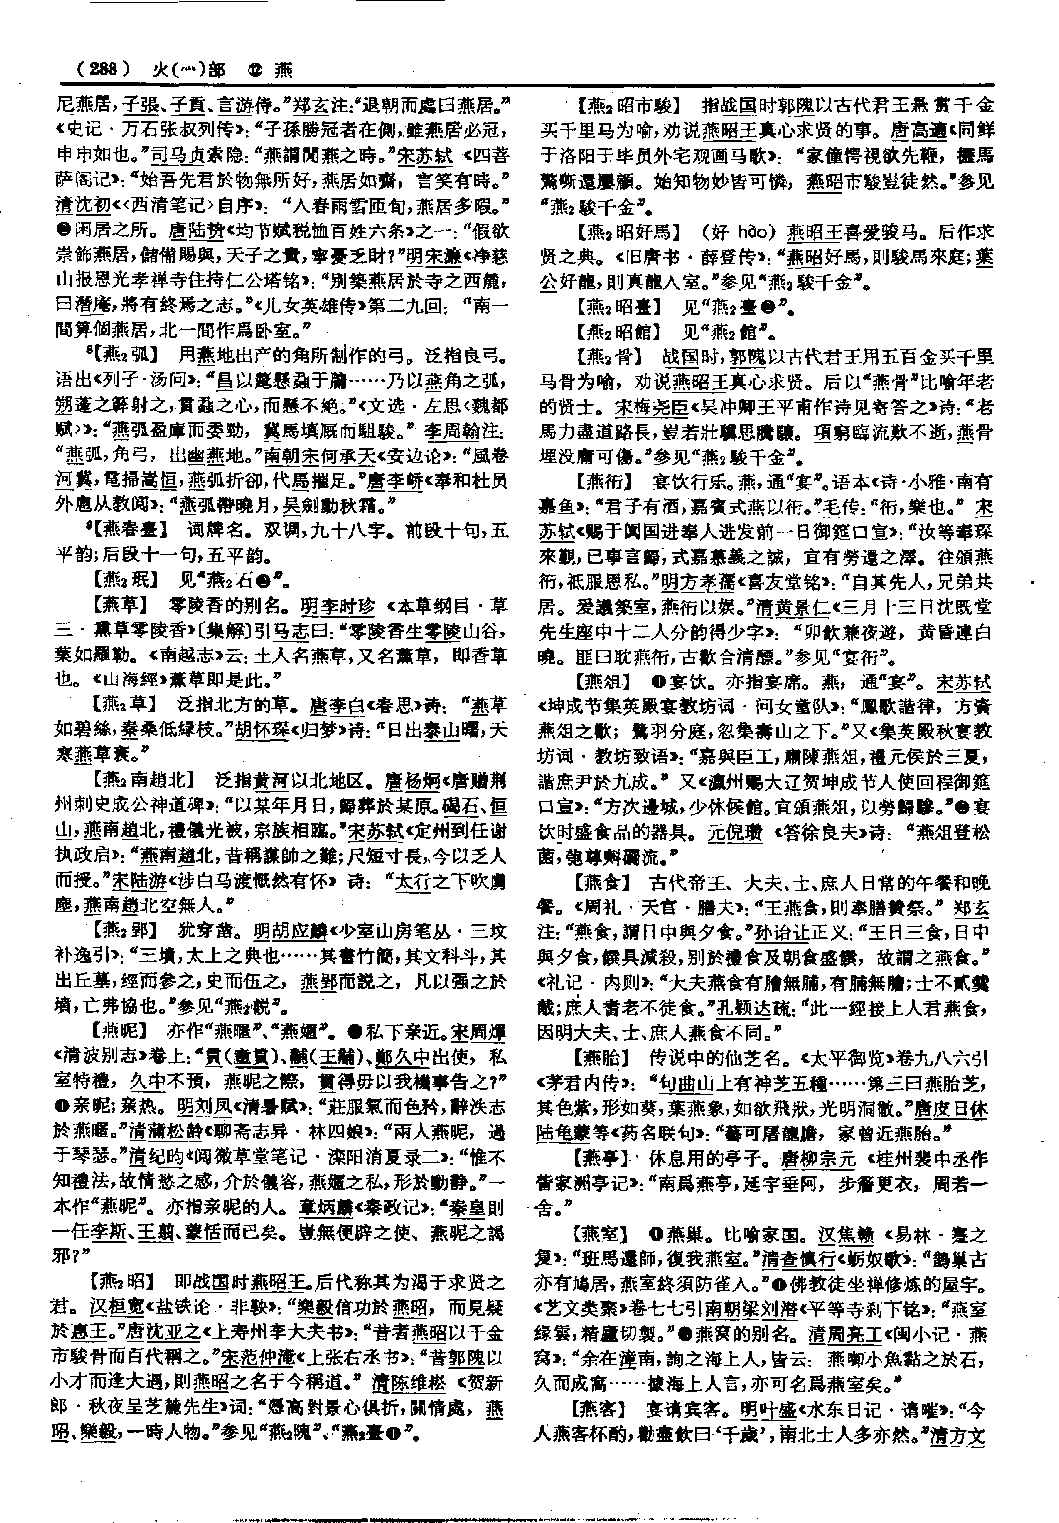 (288) 火(灬)部 ⑫ 燕
尼燕居，子張、子貢、言游侍。”郑玄注：“退朝而處曰燕居。”
《史记·万石张叔列传》：“子孫勝冠者在側，雖燕居必冠，
申申如也。”司马贞索隐：“燕謂閒燕之時。”宋苏轼《四菩
萨阁记》：“始吾先君於物無所好，燕居如齋，言笑有時。”
清沈初《〈西清笔记〉自序》：“入春雨雪匝旬，燕居多暇。”
❷闲居之所。唐陆贽《均节赋税恤百姓六条》之一：“假欲
崇飾燕居，儲備賜與，天子之貴，寧憂乏財？”明宋濂《净慈
山报恩光孝禅寺住持仁公塔铭》：“别築燕居於寺之西麓，
曰潛庵，將有終焉之志。”《儿女英雄传》第二九回：“南一
間算個燕居，北一間作爲卧室。”
【燕₂弧】 用燕地出产的角所制作的弓。泛指良弓。
语出《列子·汤问》：“昌以氂懸蝨于牖……乃以燕角之弧，
朔蓬之簳射之，貫蝨之心，而懸不絶。”《文选·左思〈魏都
赋〉》：“燕弧盈庫而委勁，冀馬填厩而駔駿。”李周翰注：
“燕弧，角弓，出幽燕地。”南朝宋何承天《安边论》：“風卷
河冀，電掃嵩恒，燕弧折卻，代馬摧足。”唐李峤《奉和杜员
外扈从教阅》：“燕弧帶曉月，吴劍動秋霜。”
【燕春臺】 词牌名。双调，九十八字。前段十句，五
平韵；后段十一句，五平韵。
【燕₂珉】 见“燕₂石❷”。
【燕草】 零陵香的别名。明李时珍《本草纲目·草
三·薰草零陵香》〔集解〕引马志曰：“零陵香生零陵山谷，
葉如羅勒。《南越志》云：土人名燕草，又名薰草，即香草
也。《山海經》薰草即是此。”
【燕₂草】 泛指北方的草。唐李白《春思》诗：“燕草
如碧絲，秦桑低绿枝。”胡怀琛《归梦》诗：“日出泰山曙，天
寒燕草衰。”
【燕₂南趙北】 泛指黄河以北地区。唐杨炯《唐赠荆
州刺史成公神道碑》：“以某年月日，歸葬於某原。碣石、恒
山，燕南趙北，禮儀光被，宗族相臨。”宋苏轼《定州到任谢
执政启》：“燕南趙北，昔稱謀帥之難；尺短寸長，今以乏人
而授。”宋陆游《涉白马渡慨然有怀》诗：“太行之下吹虜
塵，燕南趙北空無人。”
【燕₂郢】 犹穿凿。明胡应麟《少室山房笔丛·三坟
补逸引》：“三墳，太上之典也……其書竹簡，其文科斗，其
出丘墓，經而参之，史而伍之，燕郢而説之，凡以强之於
墳，亡弗協也。”参见“燕₂説”。
【燕昵】 亦作“燕暱”、“燕嬺”。❶私下亲近。宋周煇
《清波别志》卷上：“貫（童貫）、黼（王黼）、鄭久中出使，私
室特禮，久中不預，燕昵之際，貫得毋以我機事告之？”
❷亲昵；亲热。明刘凤《清暑赋》：“莊服氣而色矜，辭泆志
於燕暱。”清蒲松龄《聊斋志异·林四娘》：“兩人燕昵，過
于琴瑟。”清纪昀《阅微草堂笔记·滦阳消夏录二》：“惟不
知禮法，故情慾之感，介於儀容，燕嬺之私，形於動静。”一
本作“燕昵”。亦指亲昵的人。章炳麟《秦政记》：“秦皇則
一任李斯、王翦、蒙恬而已矣。豈無便辟之使、燕昵之謁
邪？”
【燕₂昭】 即战国时燕昭王。后代称其为渴于求贤之
君。汉桓宽《盐铁论·非鞅》：“樂毅信功於燕昭，而見疑
於惠王。”唐沈亚之《上寿州李大夫书》：“昔者燕昭以千金
市駿骨而百代稱之。”宋范仲淹《上张右丞书》：“昔郭隗以
小才而逢大遇，則燕昭之名于今稱道。”清陈维崧《贺新
郎·秋夜呈芝麓先生》词：“愚高對景心俱折，關情處，燕
昭、樂毅，一時人物。”参见“燕₂隗”、“燕₂臺❶”。
【燕₂昭市駿】 指战国时郭隗以古代君王悬赏千金
买千里马为喻，劝说燕昭王真心求贤的事。唐高適《同鲜
于洛阳于毕员外宅观画马歌》：“家僮愕視欲先鞭，櫪馬
驚嘶還屢顧。始知物妙皆可憐，燕昭市駿豈徒然。”参见
“燕₂駿千金”。
【燕₂昭好馬】（好 hào） 燕昭王喜爱骏马。后作求
贤之典。《旧唐书·薛登传》：“燕昭好馬，則駿馬來庭；葉
公好龍，則真龍入室。”参见“燕₂駿千金”。
【燕₂昭臺】 见“燕₂臺❶”。
【燕₂昭館】 见“燕₂館”。
【燕₂骨】 战国时，郭隗以古代君王用五百金买千里
马骨为喻，劝说燕昭王真心求贤。后以“燕骨”比喻年老
的贤士。宋梅尧臣《吴冲卿王平甫作诗见寄答之》诗：“老
馬力盡道路長，豈若壯驥思騰驤。項窮臨流歎不逝，燕骨
埋没庸可傷。”参见“燕₂駿千金”。
【燕衎】 宴饮行乐。燕，通“宴”。语本《诗·小雅·南有
嘉鱼》：“君子有酒，嘉賓式燕以衎。”毛传：“衎，樂也。”宋
苏轼《赐于阗国进奉人进发前一日御筵口宣》：“汝等奉琛
來觀，已事言歸，式嘉慕義之誠，宜有勞還之澤。往頒燕
衎，祗服恩私。”明方孝孺《喜友堂铭》：“自其先人，兄弟共
居。爰議築室，燕衎以娱。”清黄景仁《三月十三日沈既堂
先生座中十二人分韵得少字》：“卯飲兼夜遊，黄昏連白
曉。匪曰耽燕衎，古歡合清醥。”参见“宴衎”。
【燕俎】 ❶宴饮。亦指宴席。燕，通“宴”。宋苏轼
《坤成节集英殿宴教坊词·问女童队》：“鳳歌諧律，方資
燕俎之歡；鷺羽分庭，忽集壽山之下。”又《集英殿秋宴教
坊词·教坊致语》：“嘉與臣工，肅陳燕俎，禮元侯於三夏，
諧庶尹於九成。”又《瀛州赐大辽贺坤成节人使回程御筵
口宣》：“方次邊城，少休候館。宜頒燕俎，以勞歸驂。”❷宴
饮时盛食品的器具。元倪瓒《答徐良夫》诗：“燕俎登松
菌，匏尊㪺磵流。”
【燕食】 古代帝王、大夫、士、庶人日常的午餐和晚
餐。《周礼·天官·膳夫》：“王燕食，則奉膳贊祭。”郑玄
注：“燕食，謂日中與夕食。”孙诒让正义：“王日三食，日中
與夕食，饌具減殺，别於禮食及朝食盛饌，故謂之燕食。”
《礼记·内则》：“大夫燕食有膾無脯，有脯無膾；士不貳羹
胾；庶人耆老不徒食。”孔颖达疏：“此一經接上人君燕食，
因明大夫、士、庶人燕食不同。”
【燕胎】 传说中的仙芝名。《太平御览》卷九八六引
《茅君内传》：“句曲山上有神芝五種……第三曰燕胎芝，
其色紫，形如葵，葉燕象，如欲飛狀，光明洞徹。”唐皮日休
陆龟蒙等《药名联句》：“藝可屠龍膽，家曾近燕胎。”
【燕亭】 休息用的亭子。唐柳宗元《桂州裴中丞作
訾家洲亭记》：“南爲燕亭，延宇垂阿，步簷更衣，周若一
舍。”
【燕室】 ❶燕巢。比喻家国。汉焦赣《易林·蹇之
复》：“班馬還師，復我燕室。”清查慎行《蛎奴歌》：“鵲巢古
亦有鳩居，燕室終須防雀入。”❷佛教徒坐禅修炼的屋宇。
《艺文类聚》卷七七引南朝梁刘潜《平等寺刹下铭》：“燕室
缘雲，精廬切製。”❸燕窝的别名。清周亮工《闽小记·燕
窝》：“余在漳南，詢之海上人，皆云：燕啣小魚黏之於石，
久而成窩……據海上人言，亦可名爲燕室矣。”
【燕客】 宴请宾客。明叶盛《水东日记·请嗺》：“今
人燕客杯酌，勸盡飲曰‘千歲’，南北士人多亦然。”清方文